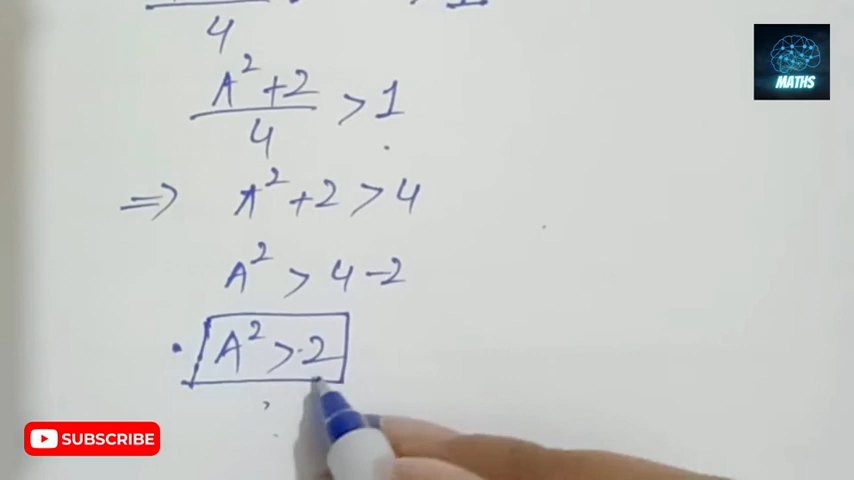 4
A² + 2 / 4 > 1
⇒ A² + 2 > 4
A² > 4 - 2
A² > 2
MATHS
SUBSCRIBE